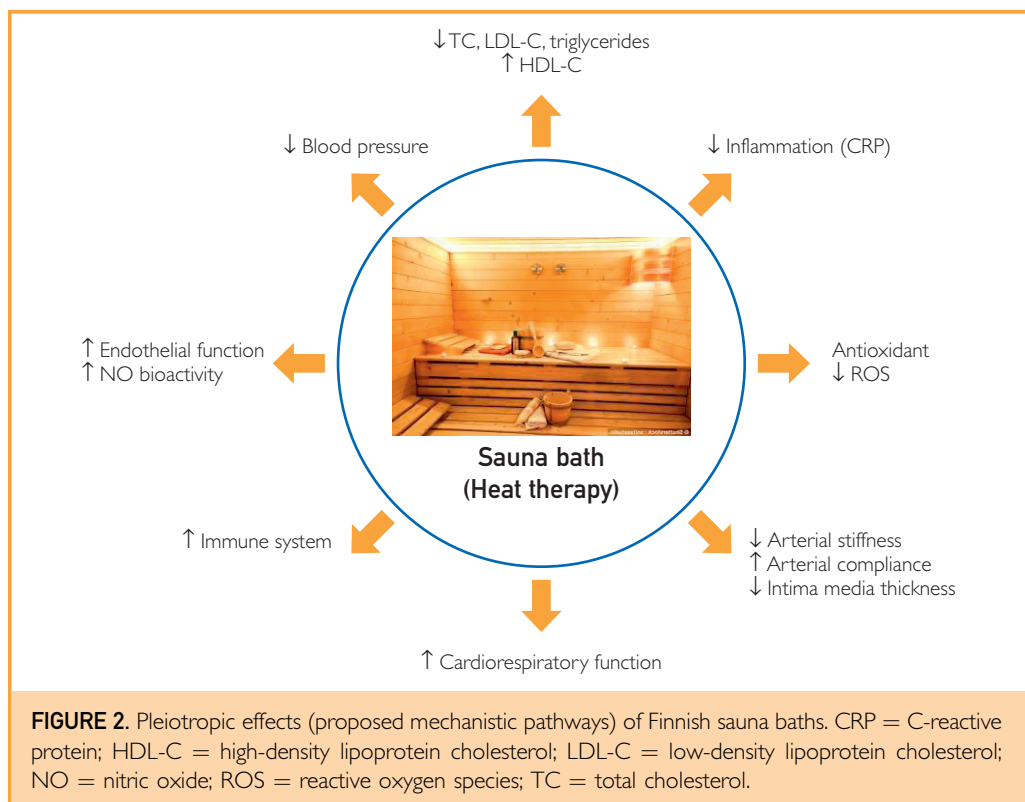 ↓ TC, LDL-C, triglycerides
↑ HDL-C
↓ Blood pressure
↓ Inflammation (CRP)
↑ Endothelial function
↑ NO bioactivity
Antioxidant
↓ ROS
Sauna bath
(Heat therapy)
↑ Immune system
↓ Arterial stiffness
↑ Arterial compliance
↓ Intima media thickness
↑ Cardiorespiratory function
FIGURE 2. Pleiotropic effects (proposed mechanistic pathways) of Finnish sauna baths. CRP = C-reactive
protein; HDL-C = high-density lipoprotein cholesterol; LDL-C = low-density lipoprotein cholesterol;
NO = nitric oxide; ROS = reactive oxygen species; TC = total cholesterol.